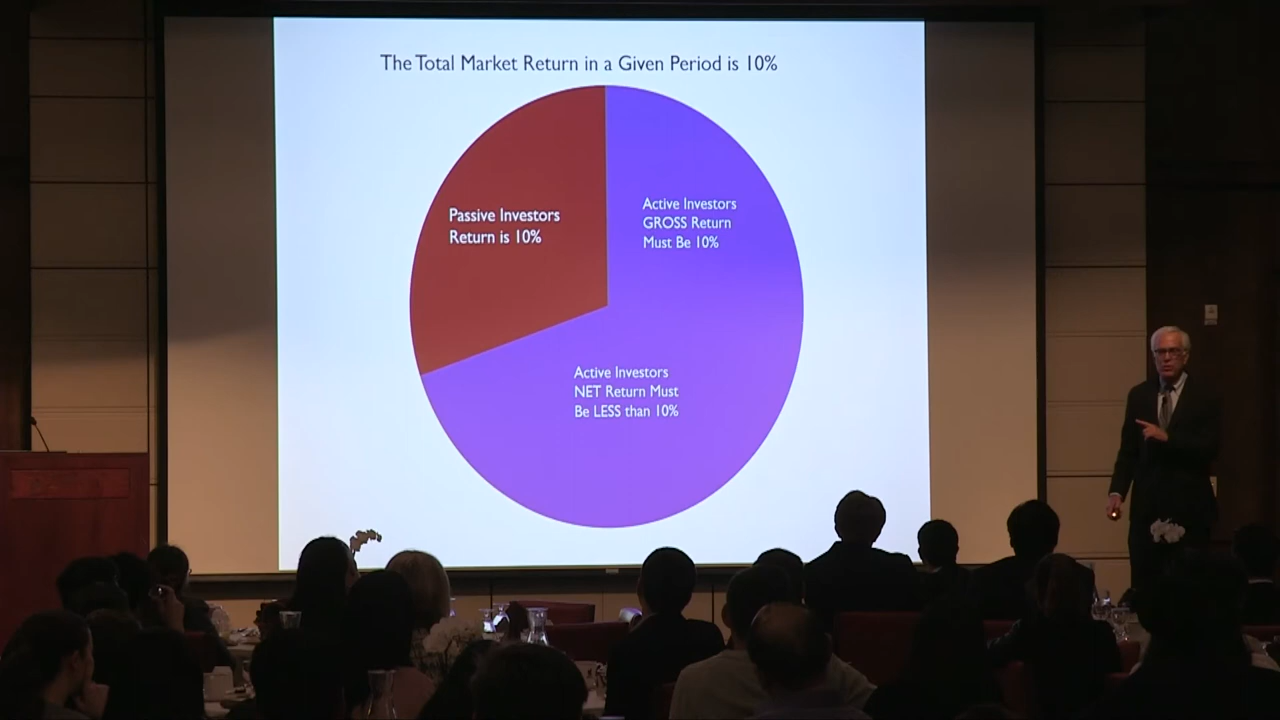 The Total Market Return in a Given Period is 10%
Passive Investors
Return is 10%
Active Investors
GROSS Return
Must Be 10%
Active Investors
NET Return Must
Be LESS than 10%